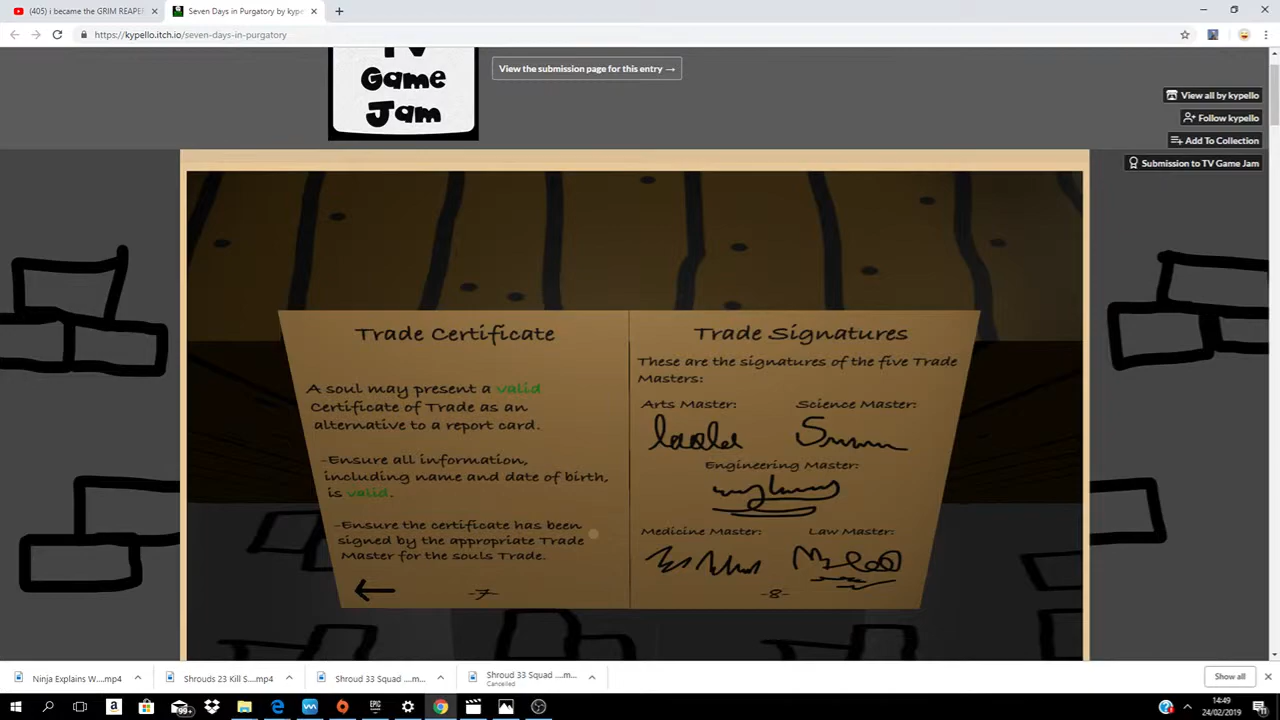 (405) i became the GRIM REAPER
Seven Days in Purgatory by kype
https://kypello.itch.io/seven-days-in-purgatory
Game
Jam
View the submission page for this entry →
View all by kypello
Follow kypello
Add To Collection
Submission to TV Game Jam
Trade Certificate
A soul may present a valid
Certificate of Trade as an
alternative to a report card.
-Ensure all information,
including name and date of birth,
is valid.
-Ensure the certificate has been
signed by the appropriate Trade
Master for the souls Trade.
-7-
Trade Signatures
These are the signatures of the five Trade
Masters:
Arts Master:
Science Master:
Engineering Master:
Medicine Master:
Law Master:
-8-
Ninja Explains W....mp4
Shrouds 23 Kill S....mp4
Shroud 33 Squad ....m...
Shroud 33 Squad ....m...
Cancelled
Show all
99+
EPIC
14:49
24/02/2019